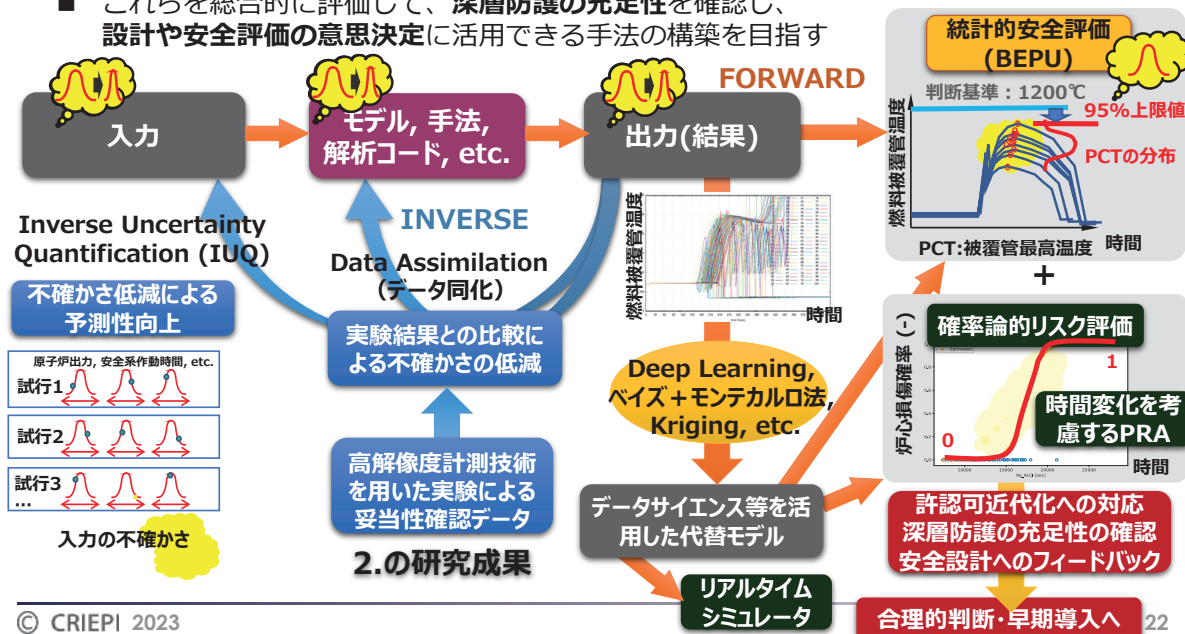 ■ これらを総合的に評価して、深層防護の充足性を確認し、
設計や安全評価の意思決定に活用できる手法の構築を目指す
FORWARD
入力
モデル, 手法,
解析コード, etc.
出力(結果)
統計的安全評価
(BEPU)
判断基準：1200℃
95%上限値
PCTの分布
燃料被覆管温度
PCT:被覆管最高温度
時間
+
Inverse Uncertainty
Quantification (IUQ)
INVERSE
Data Assimilation
(データ同化)
燃料被覆管温度
時間
不確かさ低減による
予測性向上
実験結果との比較に
よる不確かさの低減
原子炉出力, 安全系作動時間, etc.
試行1
試行2
試行3
...
入力の不確かさ
高解像度計測技術
を用いた実験による
妥当性確認データ
2.の研究成果
Deep Learning,
ベイズ＋モンテカルロ法,
Kriging, etc.
データサイエンス等を活
用した代替モデル
リアルタイム
シミュレータ
確率論的リスク評価
炉心損傷確率 (-)
1
0
時間変化を考
慮するPRA
10000
15000
20000
25000
時間
許認可近代化への対応
深層防護の充足性の確認
安全設計へのフィードバック
合理的判断・早期導入へ
© CRIEPI 2023
22